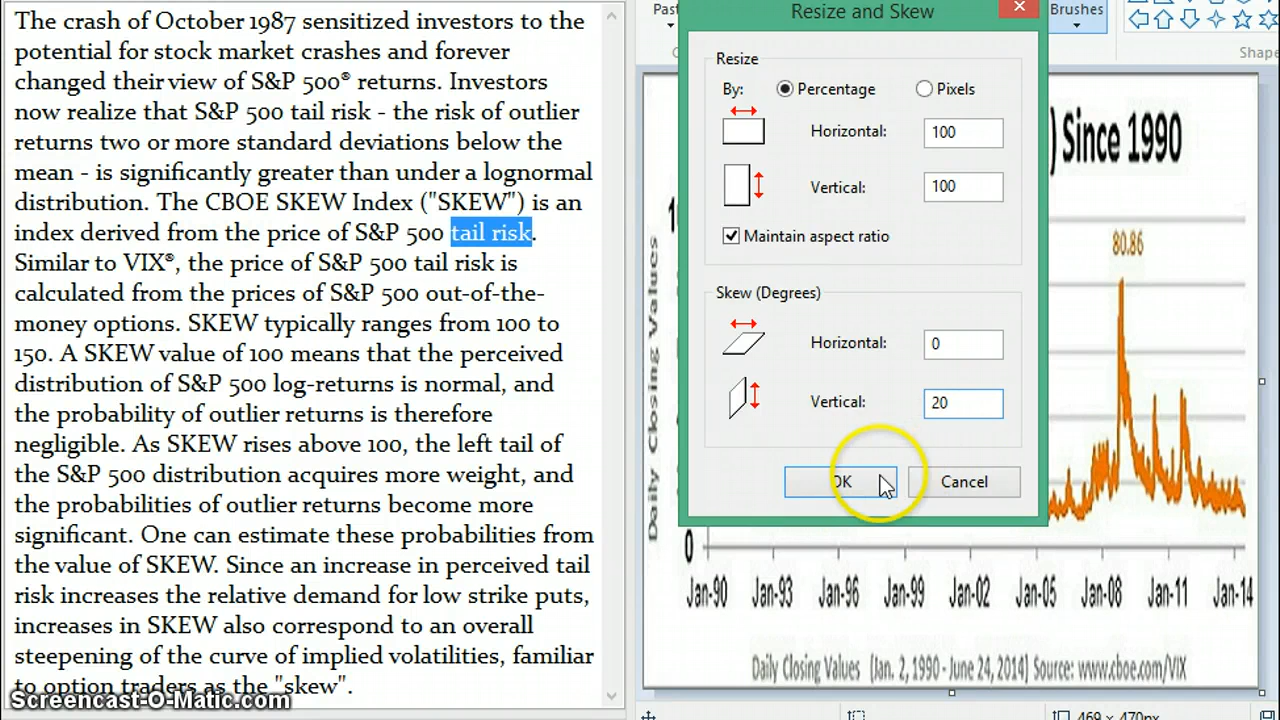 The crash of October 1987 sensitized investors to the
potential for stock market crashes and forever
changed their view of S&P 500® returns. Investors
now realize that S&P 500 tail risk - the risk of outlier
returns two or more standard deviations below the
mean - is significantly greater than under a lognormal
distribution. The CBOE SKEW Index ("SKEW") is an
index derived from the price of S&P 500 tail risk.
Similar to VIX®, the price of S&P 500 tail risk is
calculated from the prices of S&P 500 out-of-the-
money options. SKEW typically ranges from 100 to
150. A SKEW value of 100 means that the perceived
distribution of S&P 500 log-returns is normal, and
the probability of outlier returns is therefore
negligible. As SKEW rises above 100, the left tail of
the S&P 500 distribution acquires more weight, and
the probabilities of outlier returns become more
significant. One can estimate these probabilities from
the value of SKEW. Since an increase in perceived tail
risk increases the relative demand for low strike puts,
increases in SKEW also correspond to an overall
steepening of the curve of implied volatilities, familiar
to option traders as the "skew".
Screencast-O-Matic.com
Resize and Skew
Resize
By: Percentage Pixels
Horizontal: 100
Vertical: 100
Maintain aspect ratio
Skew (Degrees)
Horizontal: 0
Vertical: 20
OK Cancel
Brushes
) Since 1990
80.86
Daily Closing Values
0
Jan-90 Jan-93 Jan-96 Jan-99 Jan-02 Jan-05 Jan-08 Jan-11 Jan-14
Daily Closing Values (Jan. 2, 1990 - June 24, 2014) Source: www.cboe.com/VIX
469 × 470px